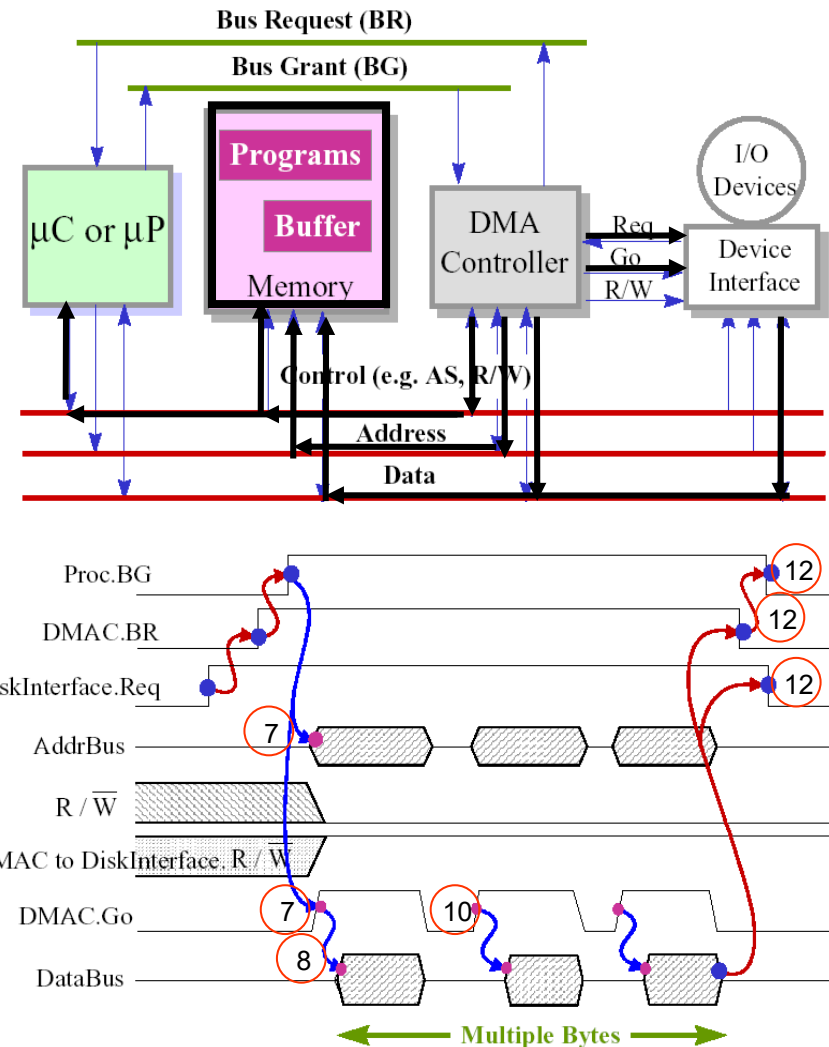 Bus Request (BR)
Bus Grant (BG)
Programs
Buffer
Memory
μC or μP
DMA
Controller
I/O
Devices
Req
Go
R/W
Device
Interface
Control (e.g. AS, R/W)
Address
Data
Proc.BG
12
DMAC.BR
12
skInterface.Req
12
AddrBus
7
R / W
MAC to DiskInterface. R / W
DMAC.Go
7
10
8
DataBus
Multiple Bytes